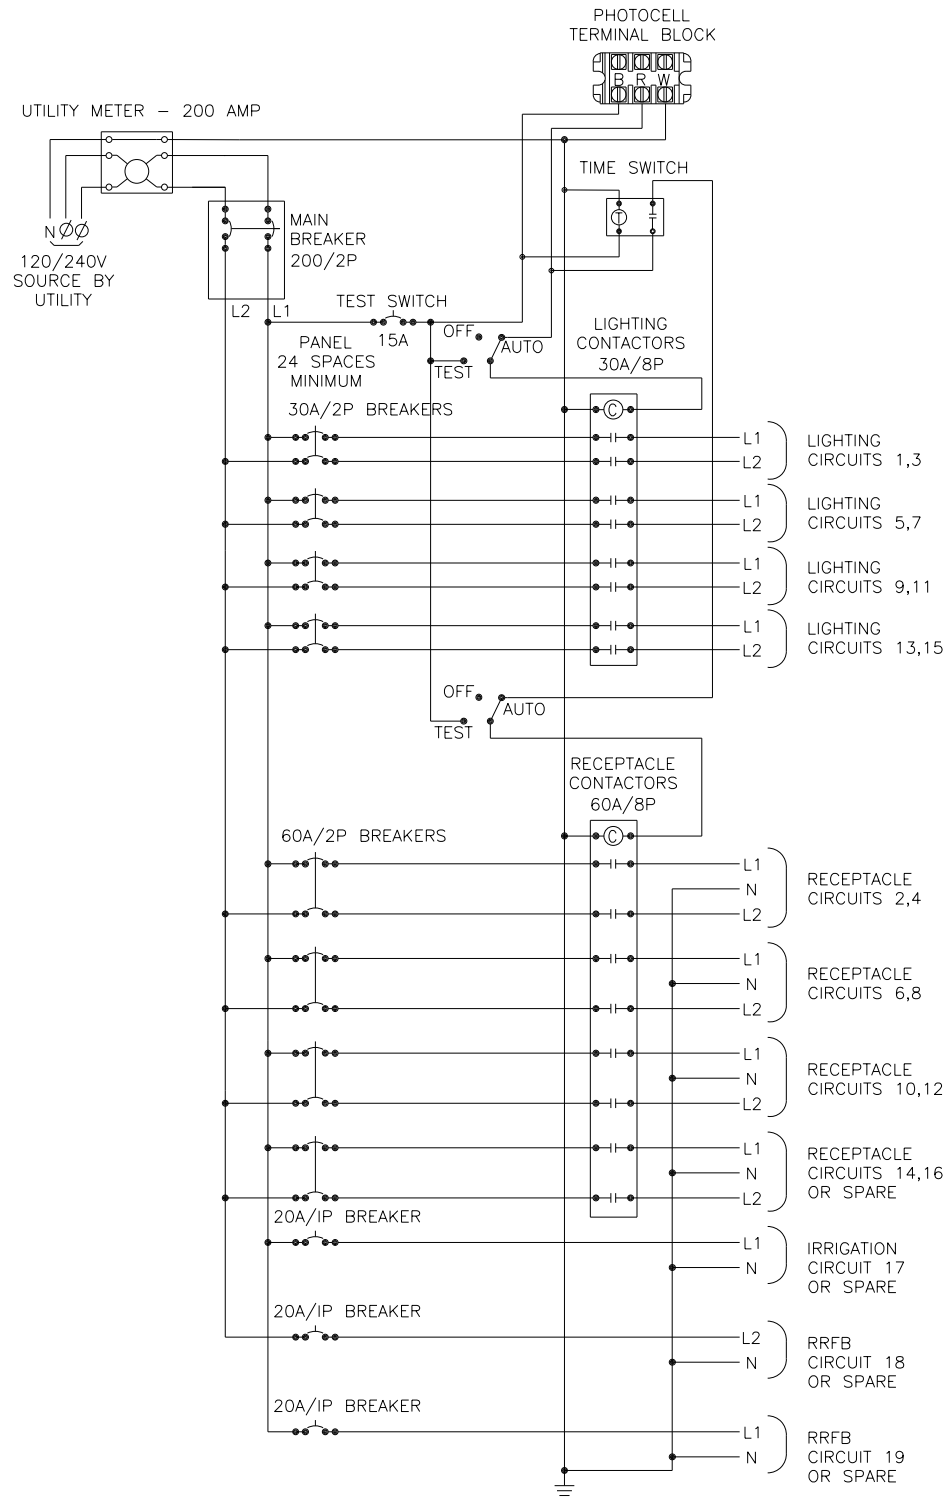 PHOTOCELL
TERMINAL BLOCK
B R W
UTILITY METER – 200 AMP
TIME SWITCH
T
N
120/240V
SOURCE BY
UTILITY
MAIN
BREAKER
200/2P
L2 L1
TEST SWITCH
15A
OFF
AUTO
TEST
LIGHTING
CONTACTORS
30A/8P
PANEL
24 SPACES
MINIMUM
30A/2P BREAKERS
C
L1
L2
LIGHTING
CIRCUITS 1,3
L1
L2
LIGHTING
CIRCUITS 5,7
L1
L2
LIGHTING
CIRCUITS 9,11
L1
L2
LIGHTING
CIRCUITS 13,15
OFF
AUTO
TEST
RECEPTACLE
CONTACTORS
60A/8P
60A/2P BREAKERS
C
L1
N
L2
RECEPTACLE
CIRCUITS 2,4
L1
N
L2
RECEPTACLE
CIRCUITS 6,8
L1
N
L2
RECEPTACLE
CIRCUITS 10,12
L1
N
L2
RECEPTACLE
CIRCUITS 14,16
OR SPARE
20A/IP BREAKER
L1
N
IRRIGATION
CIRCUIT 17
OR SPARE
20A/IP BREAKER
L2
N
RRFB
CIRCUIT 18
OR SPARE
20A/IP BREAKER
L1
N
RRFB
CIRCUIT 19
OR SPARE